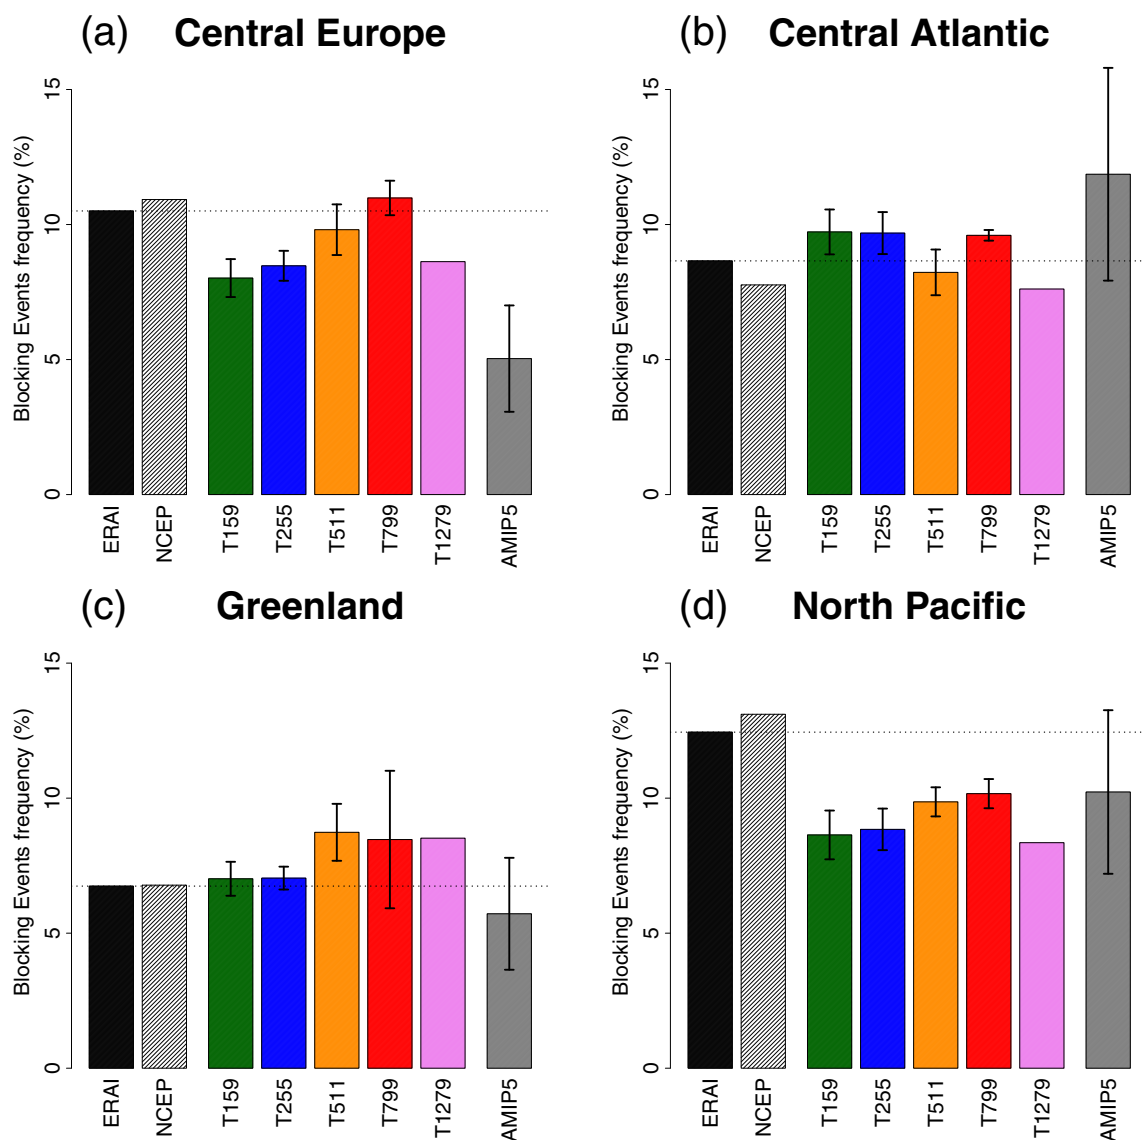 (a) Central Europe
Blocking Events frequency (%)
15
10
5
0
ERAI
NCEP
T159
T255
T511
T799
T1279
AMIP5
(b) Central Atlantic
Blocking Events frequency (%)
15
10
5
0
ERAI
NCEP
T159
T255
T511
T799
T1279
AMIP5
(c) Greenland
Blocking Events frequency (%)
15
10
5
0
ERAI
NCEP
T159
T255
T511
T799
T1279
AMIP5
(d) North Pacific
Blocking Events frequency (%)
15
10
5
0
ERAI
NCEP
T159
T255
T511
T799
T1279
AMIP5